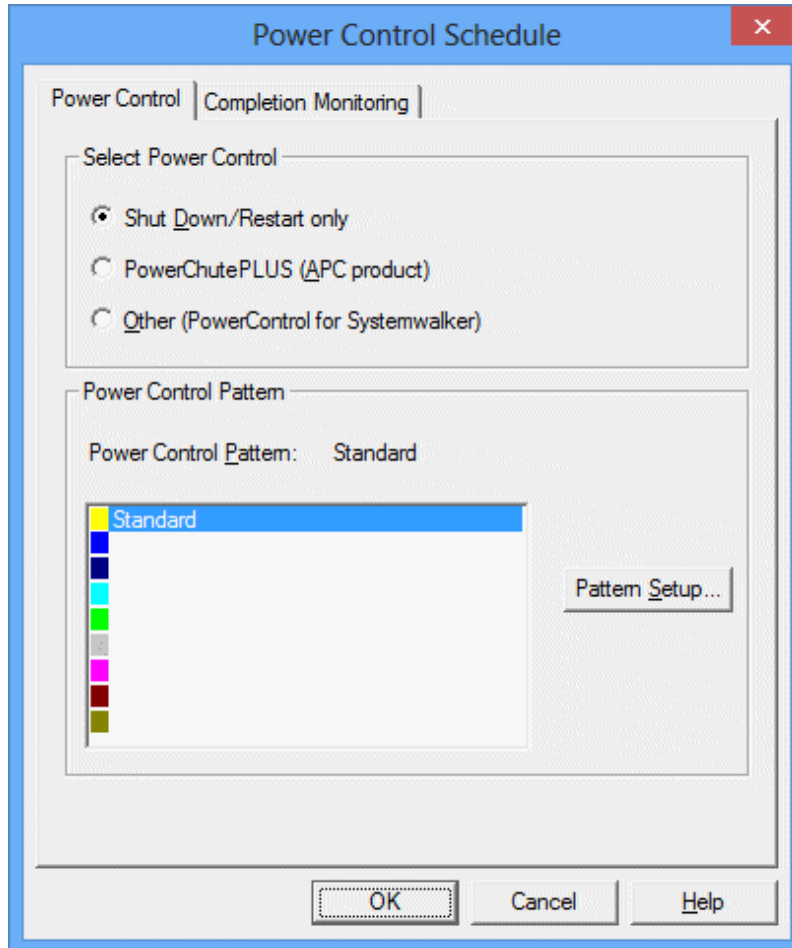 Power Control Schedule
Power Control
Completion Monitoring
Select Power Control
Shut Down/Restart only
PowerChutePLUS (APC product)
Other (PowerControl for Systemwalker)
Power Control Pattern
Power Control Pattern: Standard
Standard
Pattern Setup...
OK
Cancel
Help